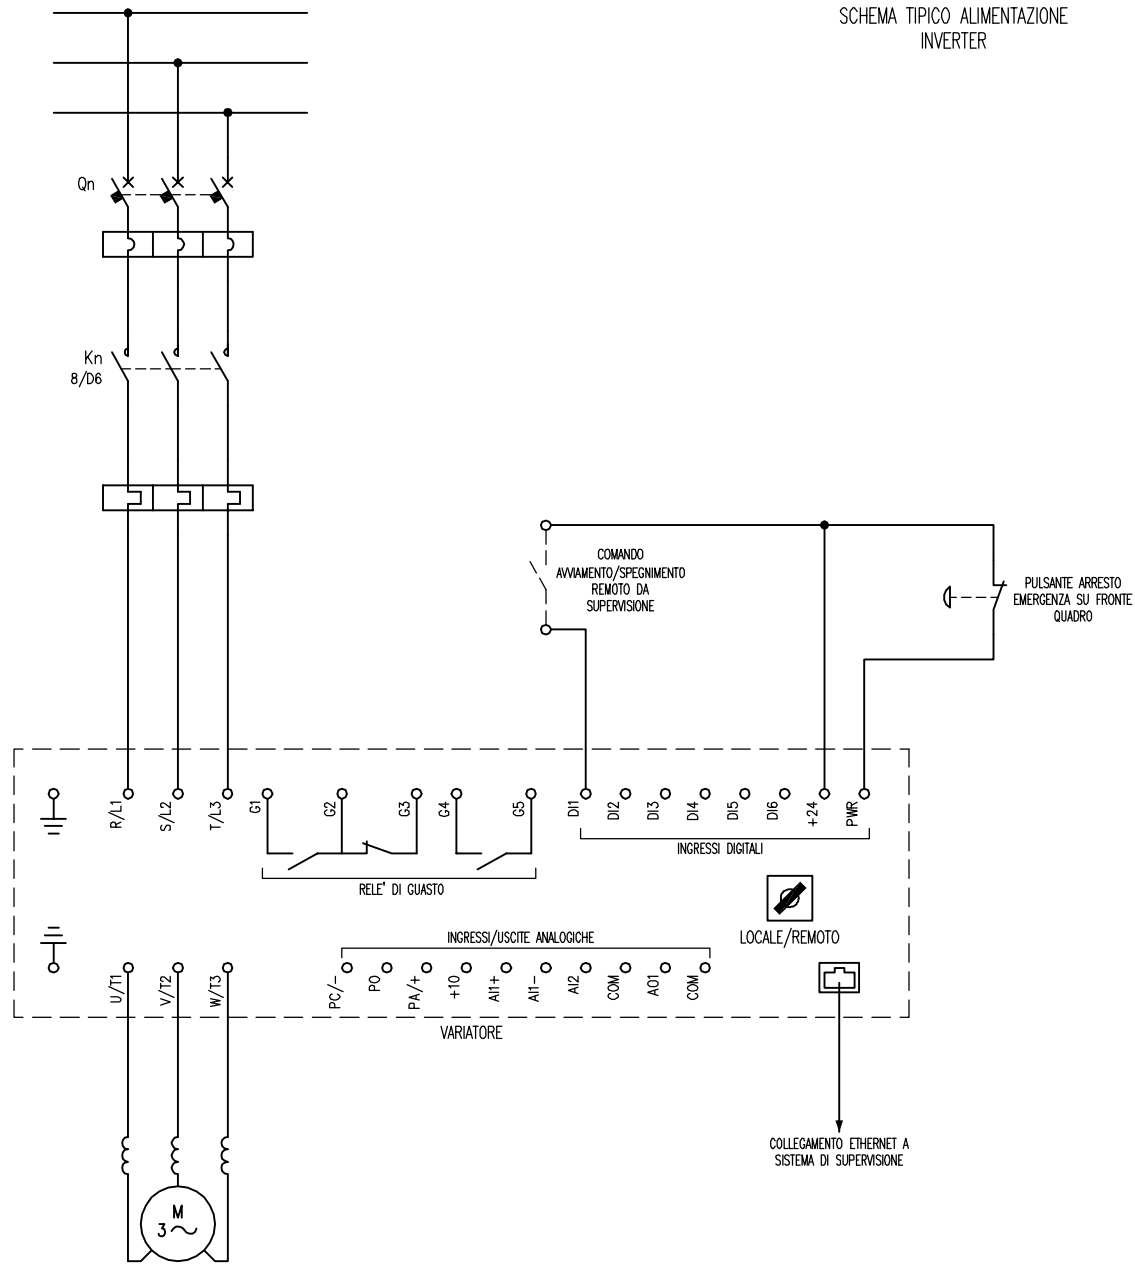 SCHEMA TIPICO ALIMENTAZIONE
INVERTER
Qn
Kn
8/D6
COMANDO
AVVIAMENTO/SPEGNIMENTO
REMOTO DA
SUPERVISIONE
PULSANTE ARRESTO
EMERGENZA SU FRONTE
QUADRO
R/L1
S/L2
T/L3
G1
G2
G3
G4
G5
DI1
DI2
DI3
DI4
DI5
DI6
+24
PWR
INGRESSI DIGITALI
RELE' DI GUASTO
LOCALE/REMOTO
INGRESSI/USCITE ANALOGICHE
U/T1
V/T2
W/T3
PC/-
PO
PA/+
+10
AI1+
AI1-
AI2
COM
AO1
COM
VARIATORE
COLLEGAMENTO ETHERNET A
SISTEMA DI SUPERVISIONE
M
3